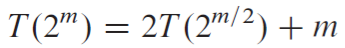 T(2^m) = 2T(2^{m/2}) + m